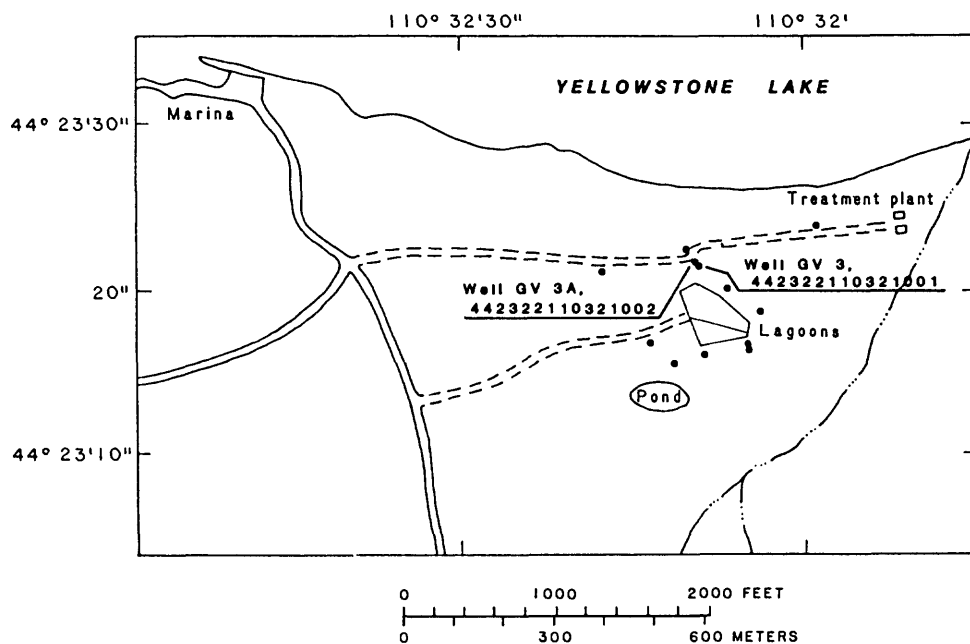 110° 32'30" 110° 32'
YELLOWSTONE LAKE
Marina
44° 23'30"
Treatment plant
Well GV 3A,
442322110321002
Well GV 3,
442322110321001
20"
Lagoons
Pond
44° 23'10"
0 1000 2000 FEET
0 300 600 METERS